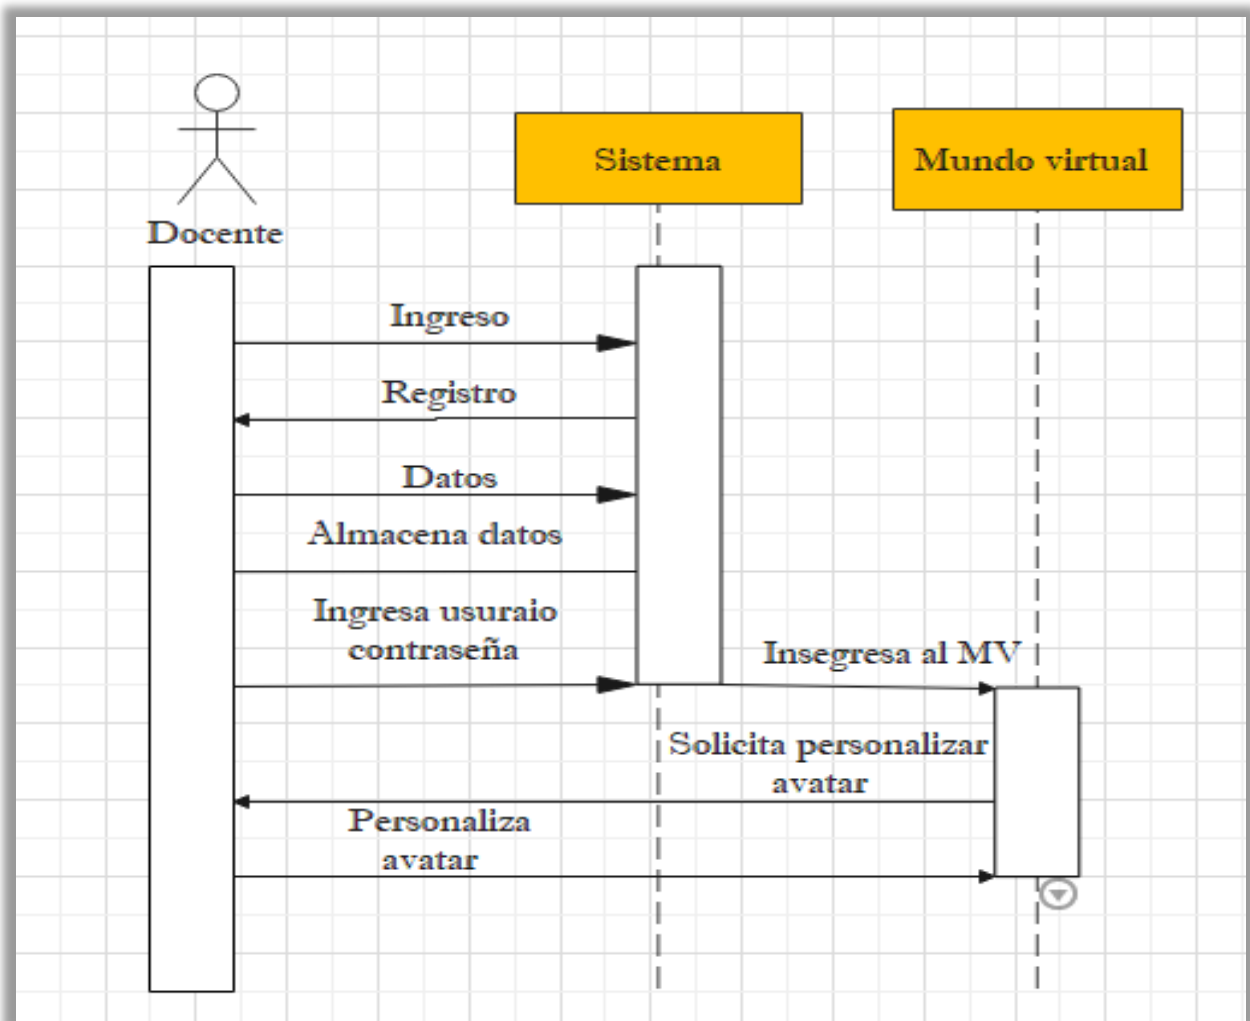 Sistema
Mundo virtual
Docente
Ingreso
Registro
Datos
Almacena datos
Ingresa usuraio
contraseña
Insegresa al MV
Solicita personalizar
avatar
Personaliza
avatar